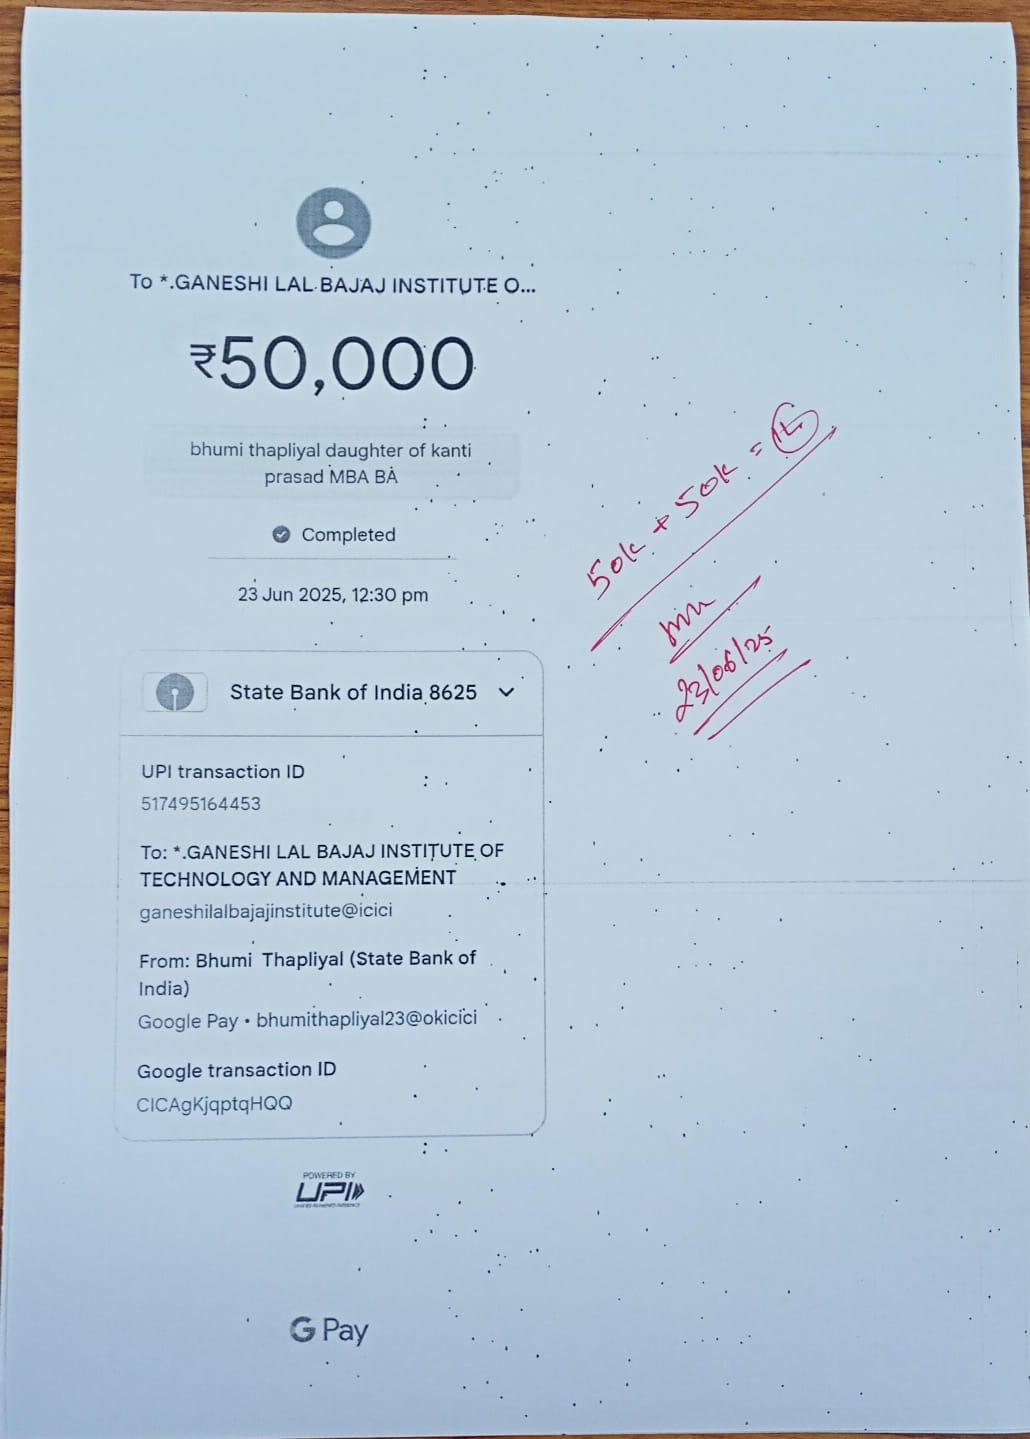 To *.GANESHI LAL BAJAJ INSTITUTE O...
₹50,000
bhumi thapliyal daughter of kanti
prasad MBA BA
Completed
23 Jun 2025, 12:30 pm
State Bank of India 8625
UPI transaction ID
517495164453
To: *.GANESHI LAL BAJAJ INSTITUTE OF
TECHNOLOGY AND MANAGEMENT
ganeshilalbajajinstitute@icici
From: Bhumi Thapliyal (State Bank of
India)
Google Pay • bhumithapliyal23@okicici
Google transaction ID
CICAgKjqptqHQQ
POWERED BY
UPI
UNIFIED PAYMENTS INTERFACE
G Pay
50k + 50k = 1L
23/06/25